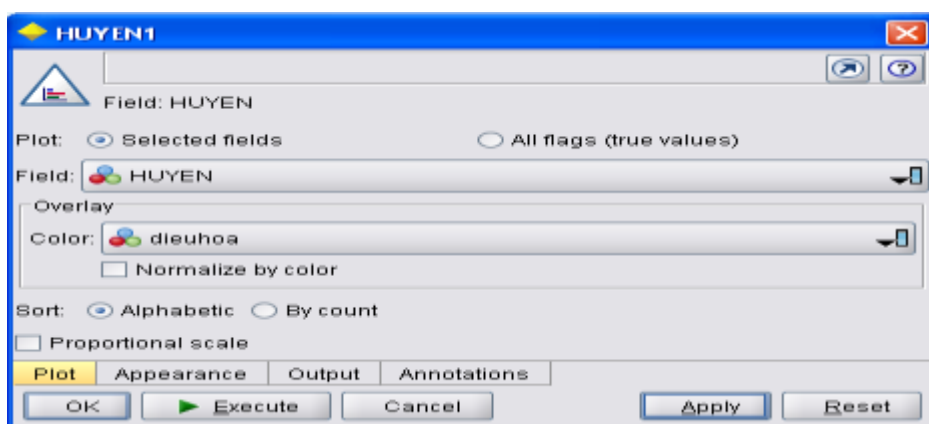 HUYEN1
Field: HUYEN
Plot: Selected fields All flags (true values)
Field: HUYEN
Overlay
Color: dieuhoa
Normalize by color
Sort: Alphabetic By count
Proportional scale
Plot Appearance Output Annotations
OK Execute Cancel Apply Reset